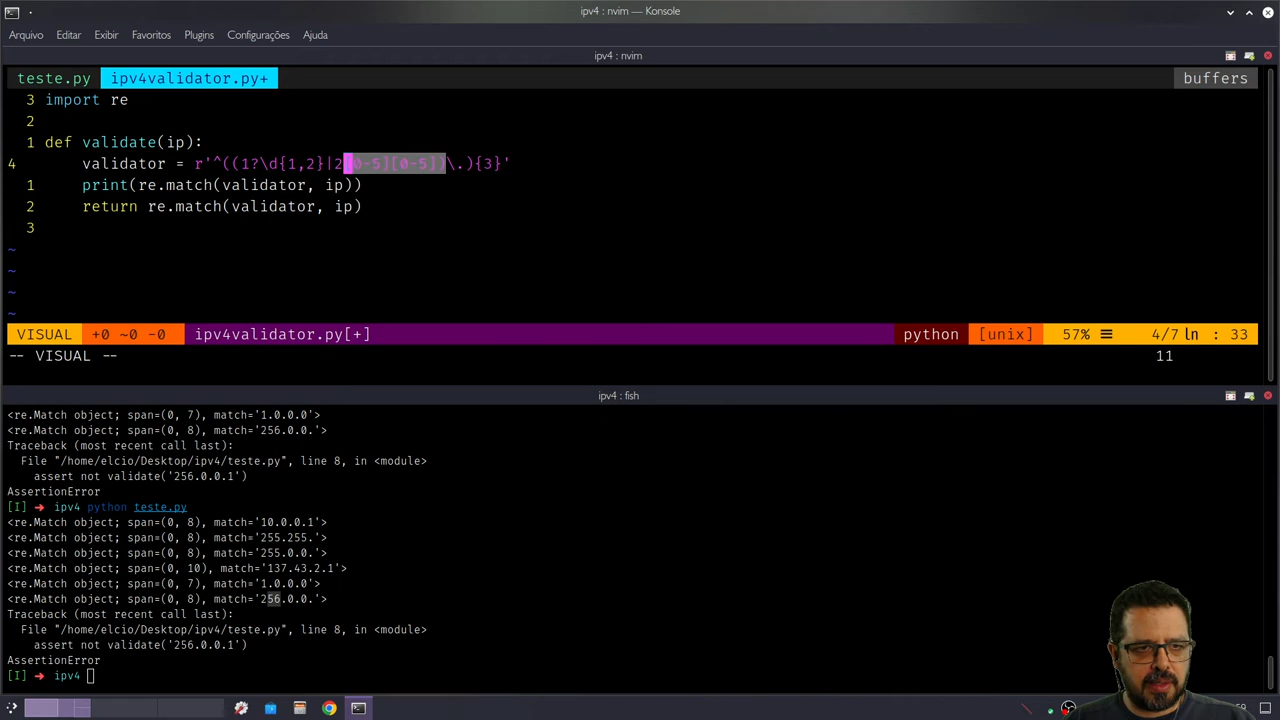 ipv4 : nvim — Konsole
Arquivo Editar Exibir Favoritos Plugins Configurações Ajuda
ipv4 : nvim
teste.py ipv4validator.py+ buffers
3 import re
2
1 def validate(ip):
4 validator = r'^((1?\d{1,2}|2[0-5][0-5])\.){3}'
1 print(re.match(validator, ip))
2 return re.match(validator, ip)
3
~
~
~
~
VISUAL +0 ~0 -0 ipv4validator.py[+] python [unix] 57% ☰ 4/7 ln : 33
-- VISUAL -- 11
ipv4 : fish
<re.Match object; span=(0, 7), match='1.0.0.0'>
<re.Match object; span=(0, 8), match='256.0.0.'>
Traceback (most recent call last):
File "/home/elcio/Desktop/ipv4/teste.py", line 8, in <module>
assert not validate('256.0.0.1')
AssertionError
[I] ➜ ipv4 python teste.py
<re.Match object; span=(0, 8), match='10.0.0.1'>
<re.Match object; span=(0, 8), match='255.255.'>
<re.Match object; span=(0, 8), match='255.0.0.'>
<re.Match object; span=(0, 10), match='137.43.2.1'>
<re.Match object; span=(0, 7), match='1.0.0.0'>
<re.Match object; span=(0, 8), match='256.0.0.'>
Traceback (most recent call last):
File "/home/elcio/Desktop/ipv4/teste.py", line 8, in <module>
assert not validate('256.0.0.1')
AssertionError
[I] ➜ ipv4